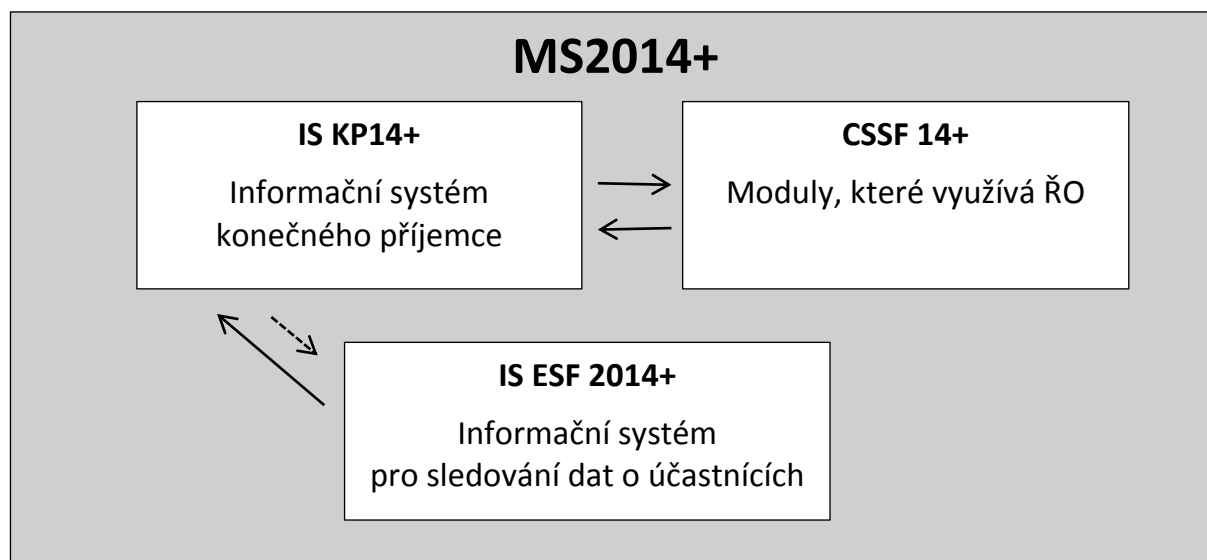 MS2014+
IS KP14+
Informační systém
konečného příjemce
CSSF 14+
Moduly, které využívá ŘO
IS ESF 2014+
Informační systém
pro sledování dat o účastnících